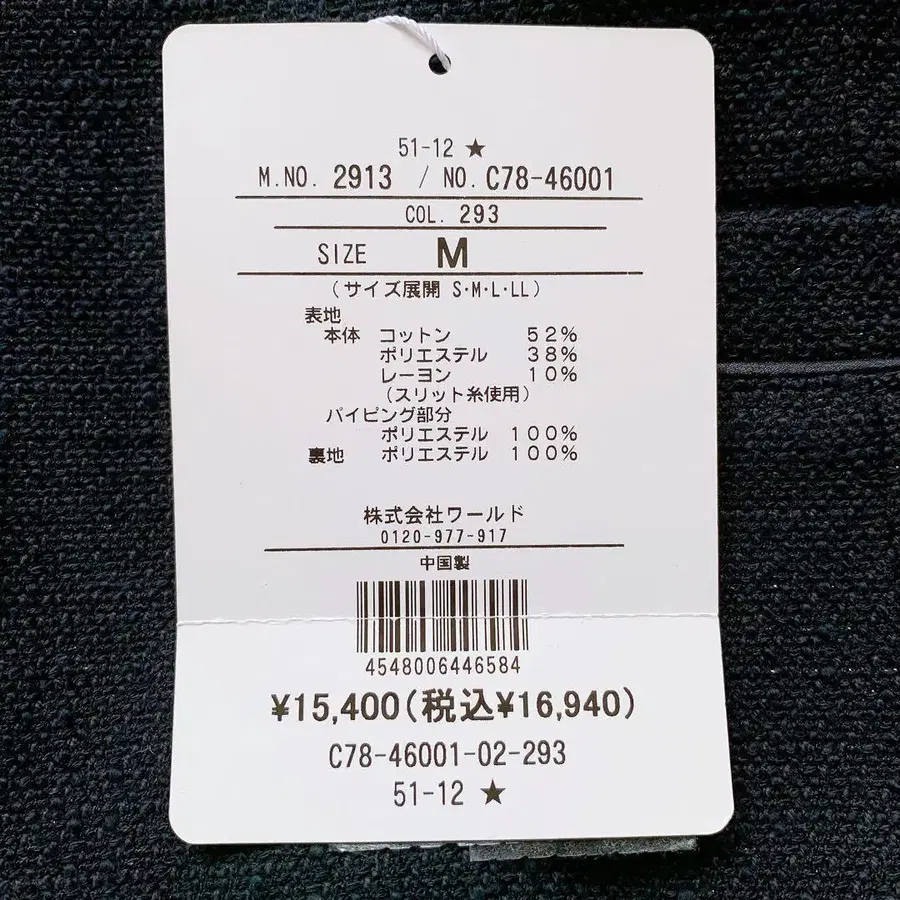 51-12 ★
M.NO. 2913 / NO. C78-46001
COL. 293
SIZE M
(サイズ展開 S・M・L・LL)
表地
本体 コットン 52%
ポリエステル 38%
レーヨン 10%
(スリット糸使用)
パイピング部分
ポリエステル 100%
裏地 ポリエステル 100%
株式会社ワールド
0120-977-917
中国製
4548006446584
¥15,400(税込¥16,940)
C78-46001-02-293
51-12 ★